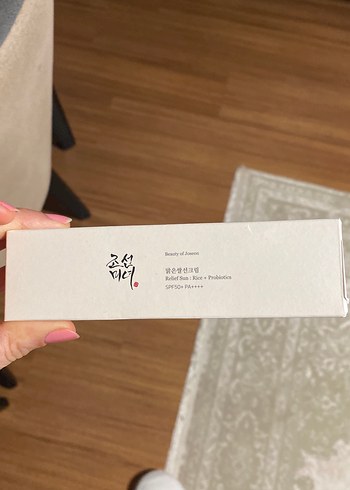 조선
미녀
Beauty of Joseon
맑은쌀선크림
Relief Sun : Rice + Probiotics
SPF50+ PA++++